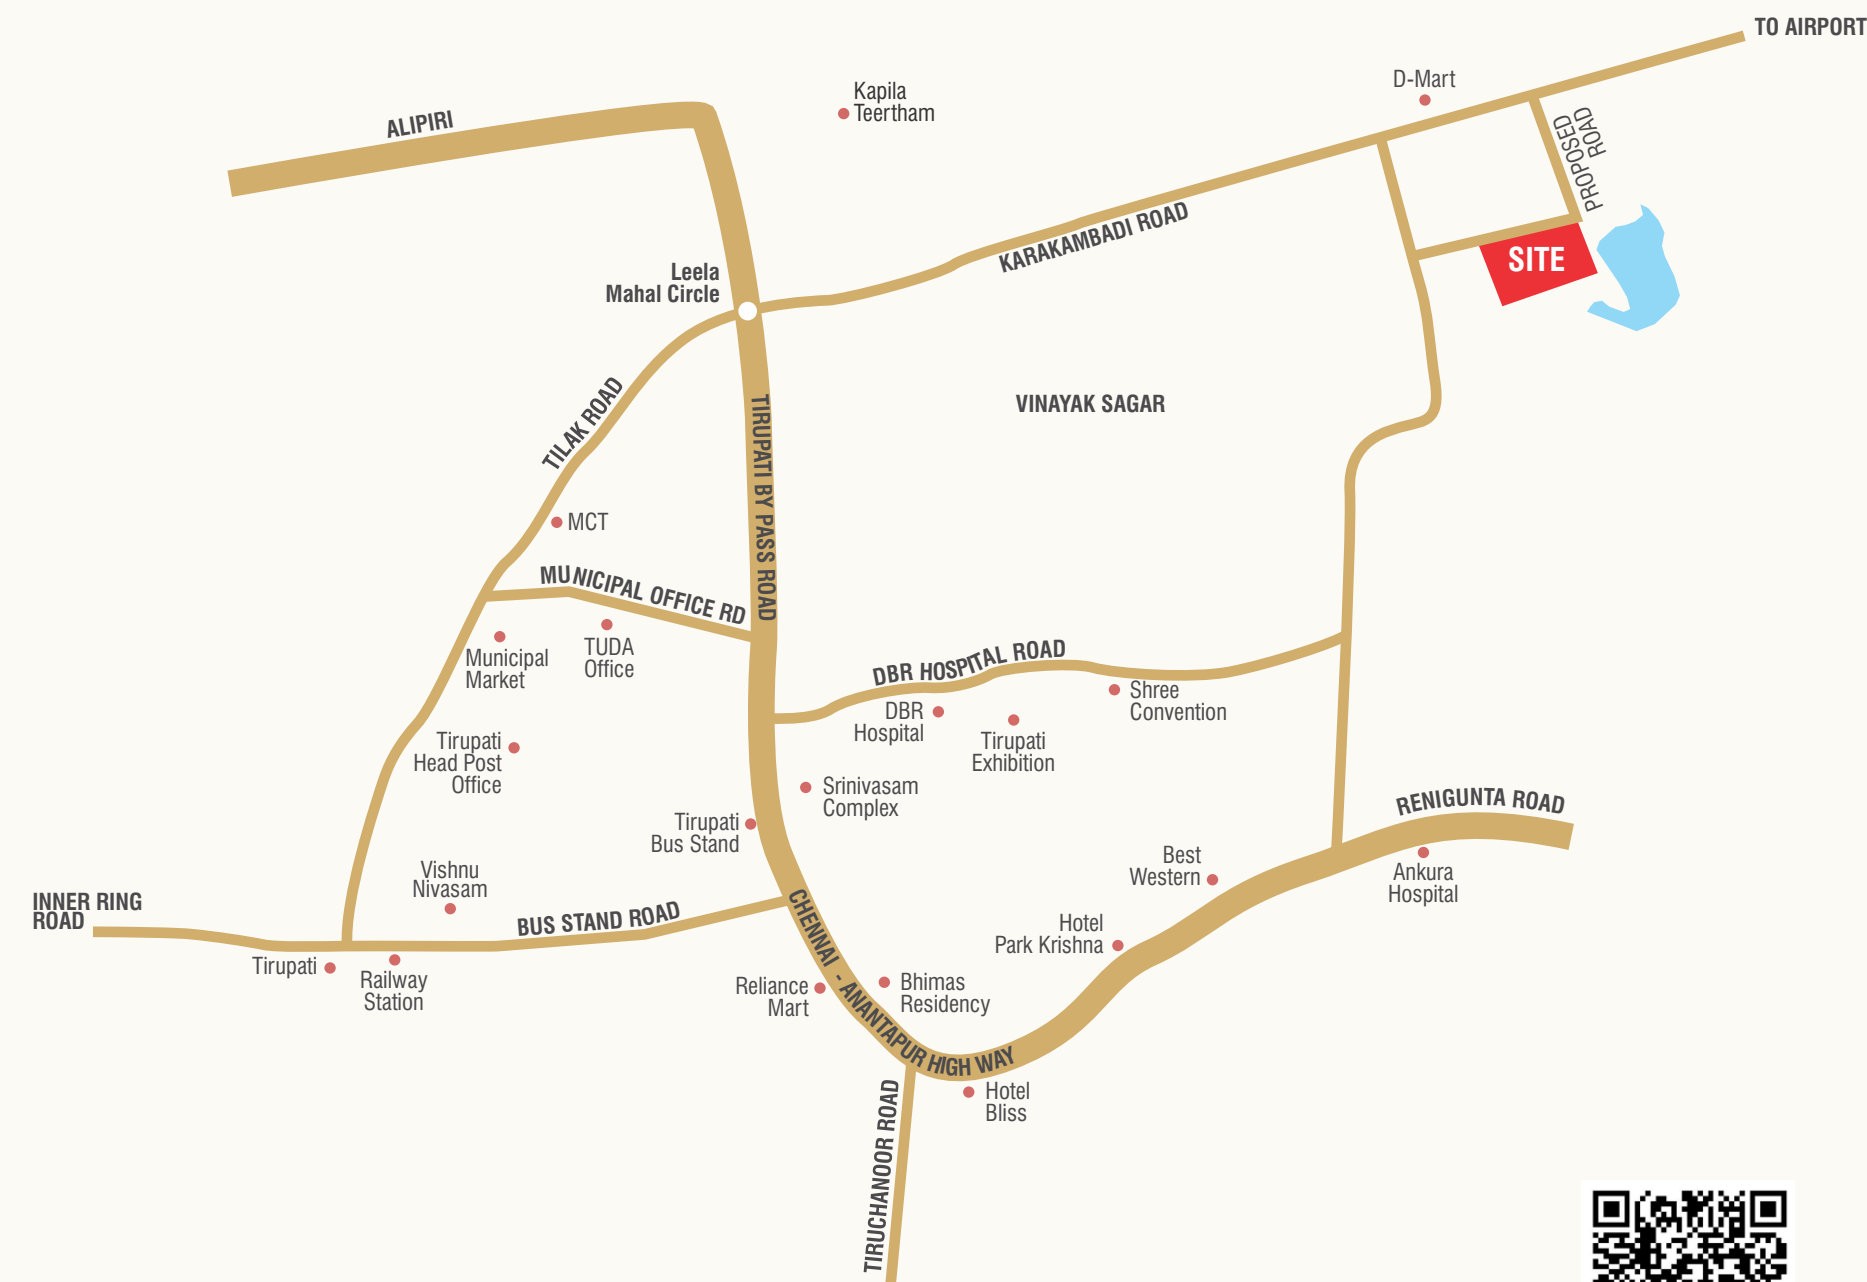 TO AIRPORT
D-Mart
Kapila
Teertham
ALIPIRI
PROPOSED
ROAD
KARAKAMBADI ROAD
SITE
Leela
Mahal Circle
TILAK ROAD
TIRUPATI BY PASS ROAD
VINAYAK SAGAR
MCT
MUNICIPAL OFFICE RD
Municipal
Market
TUDA
Office
DBR HOSPITAL ROAD
DBR
Hospital
Tirupati
Exhibition
Shree
Convention
Tirupati
Head Post
Office
Srinivasam
Complex
Tirupati
Bus Stand
RENIGUNTA ROAD
Best
Western
Ankura
Hospital
Vishnu
Nivasam
INNER RING
ROAD
BUS STAND ROAD
CHENNAI - ANANTAPUR HIGH WAY
Hotel
Park Krishna
Tirupati
Railway
Station
Reliance
Mart
Bhimas
Residency
Hotel
Bliss
TIRUCHANOOR ROAD